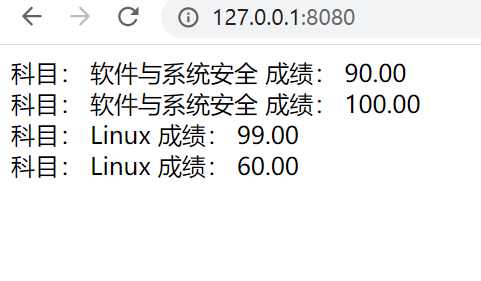 127.0.0.1:8080
科目： 软件与系统安全 成绩： 90.00
科目： 软件与系统安全 成绩： 100.00
科目： Linux 成绩： 99.00
科目： Linux 成绩： 60.00